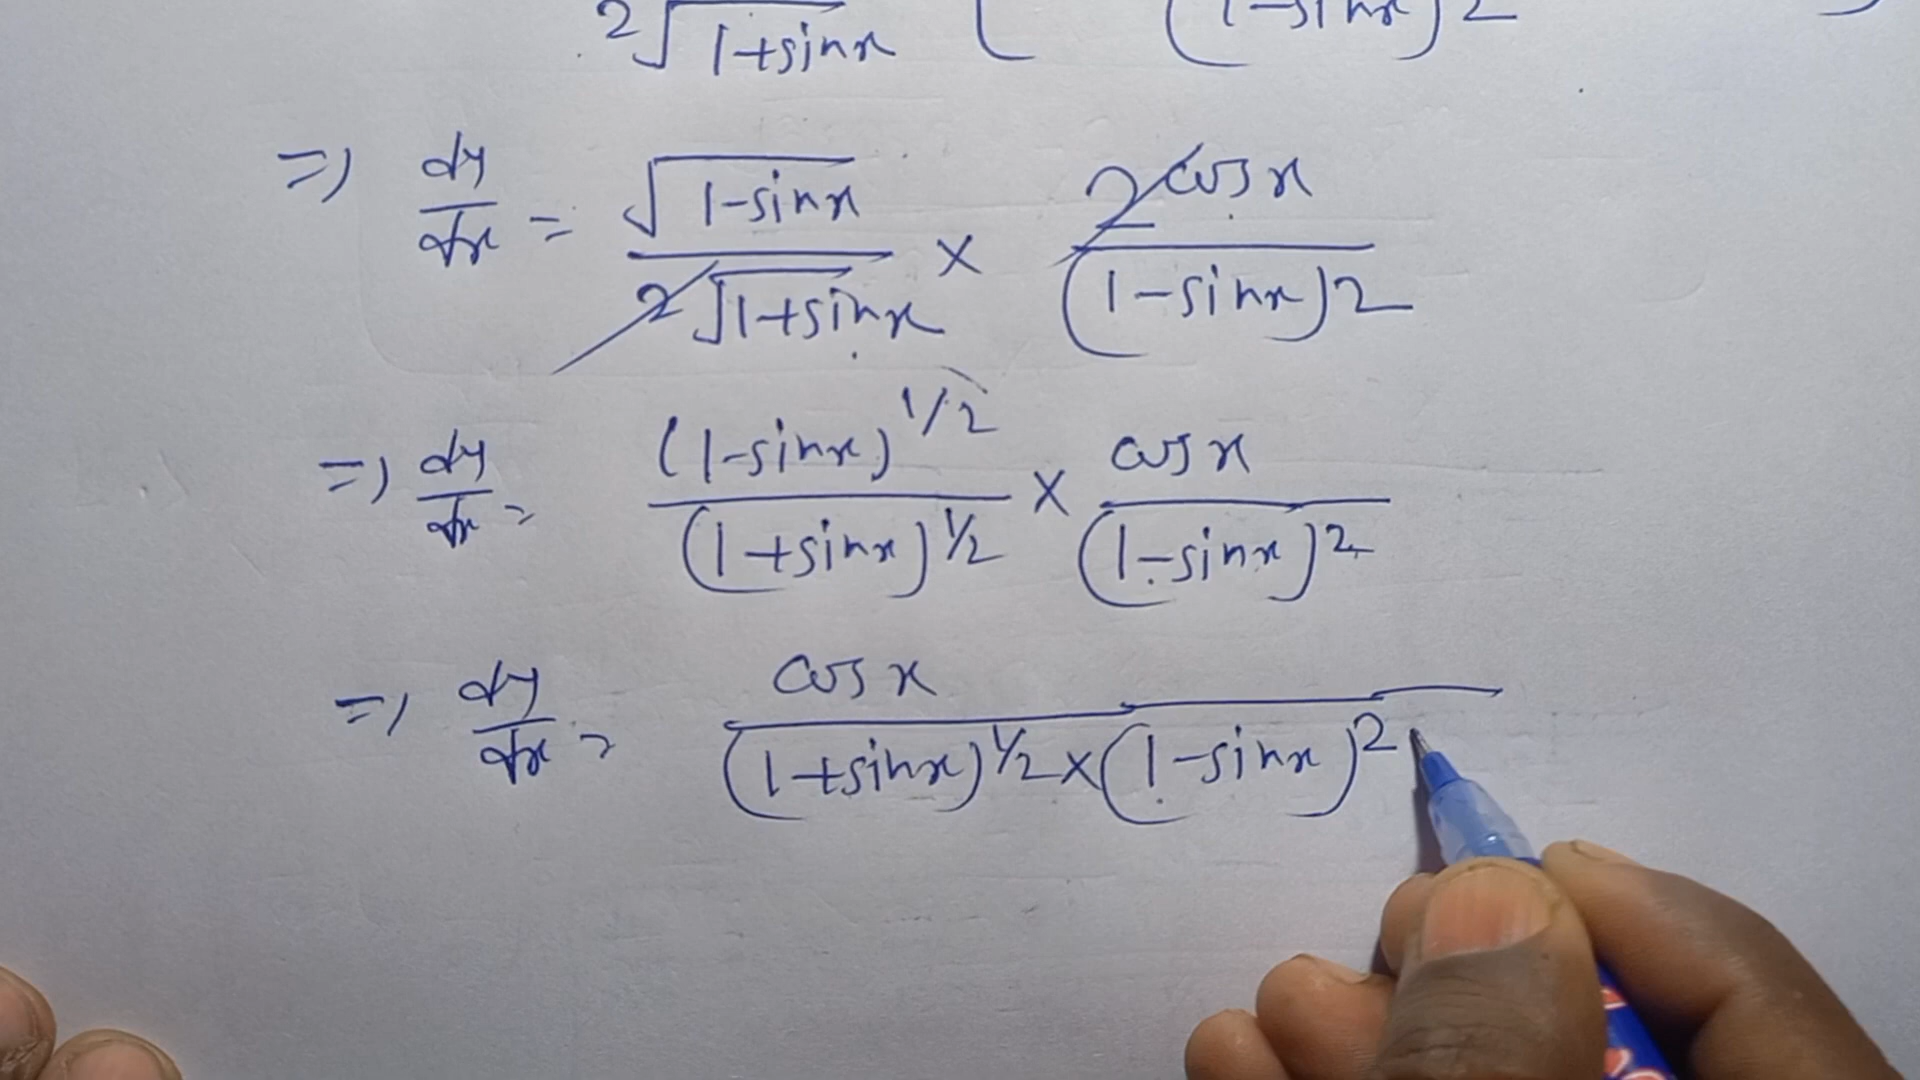 2√1+sinx [ (1-sinx)2
=> dy/dx = √1-sinx / 2√1+sinx × 2cosx / (1-sinx)2
=> dy/dx = (1-sinx)^1/2 / (1+sinx)^1/2 × cosx / (1-sinx)^2
=> dy/dx = cosx / (1+sinx)^1/2 × (1-sinx)^2